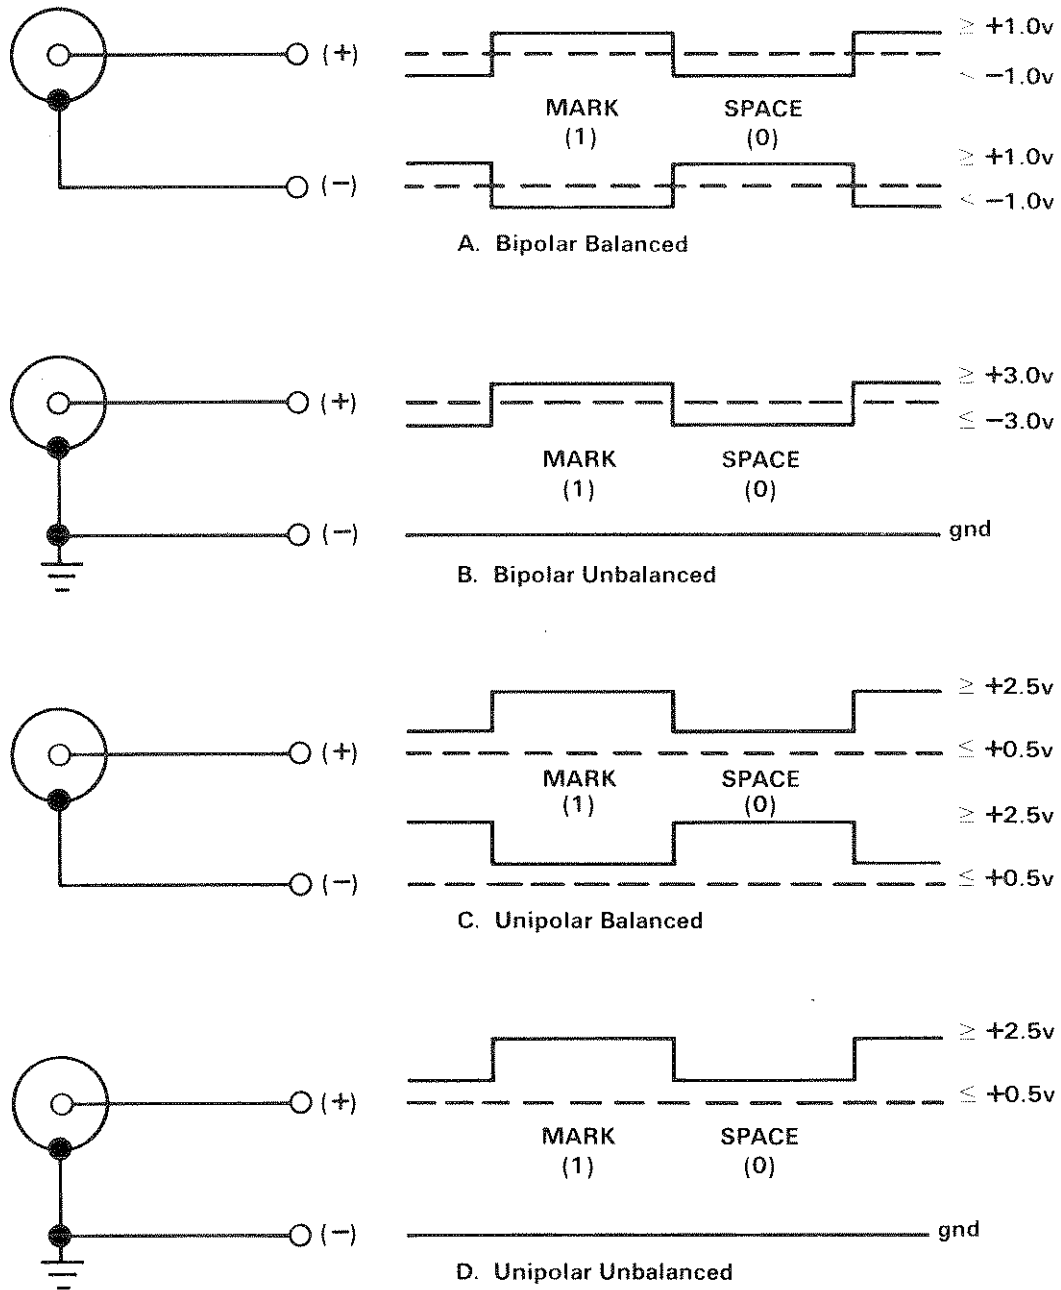 (+)
≥ +1.0v
< −1.0v
MARK
(1)
SPACE
(0)
(−)
≥ +1.0v
< −1.0v
A. Bipolar Balanced
(+)
≥ +3.0v
≤ −3.0v
MARK
(1)
SPACE
(0)
(−)
gnd
B. Bipolar Unbalanced
(+)
≥ +2.5v
≤ +0.5v
MARK
(1)
SPACE
(0)
(−)
≥ +2.5v
≤ +0.5v
C. Unipolar Balanced
(+)
≥ +2.5v
≤ +0.5v
MARK
(1)
SPACE
(0)
(−)
gnd
D. Unipolar Unbalanced